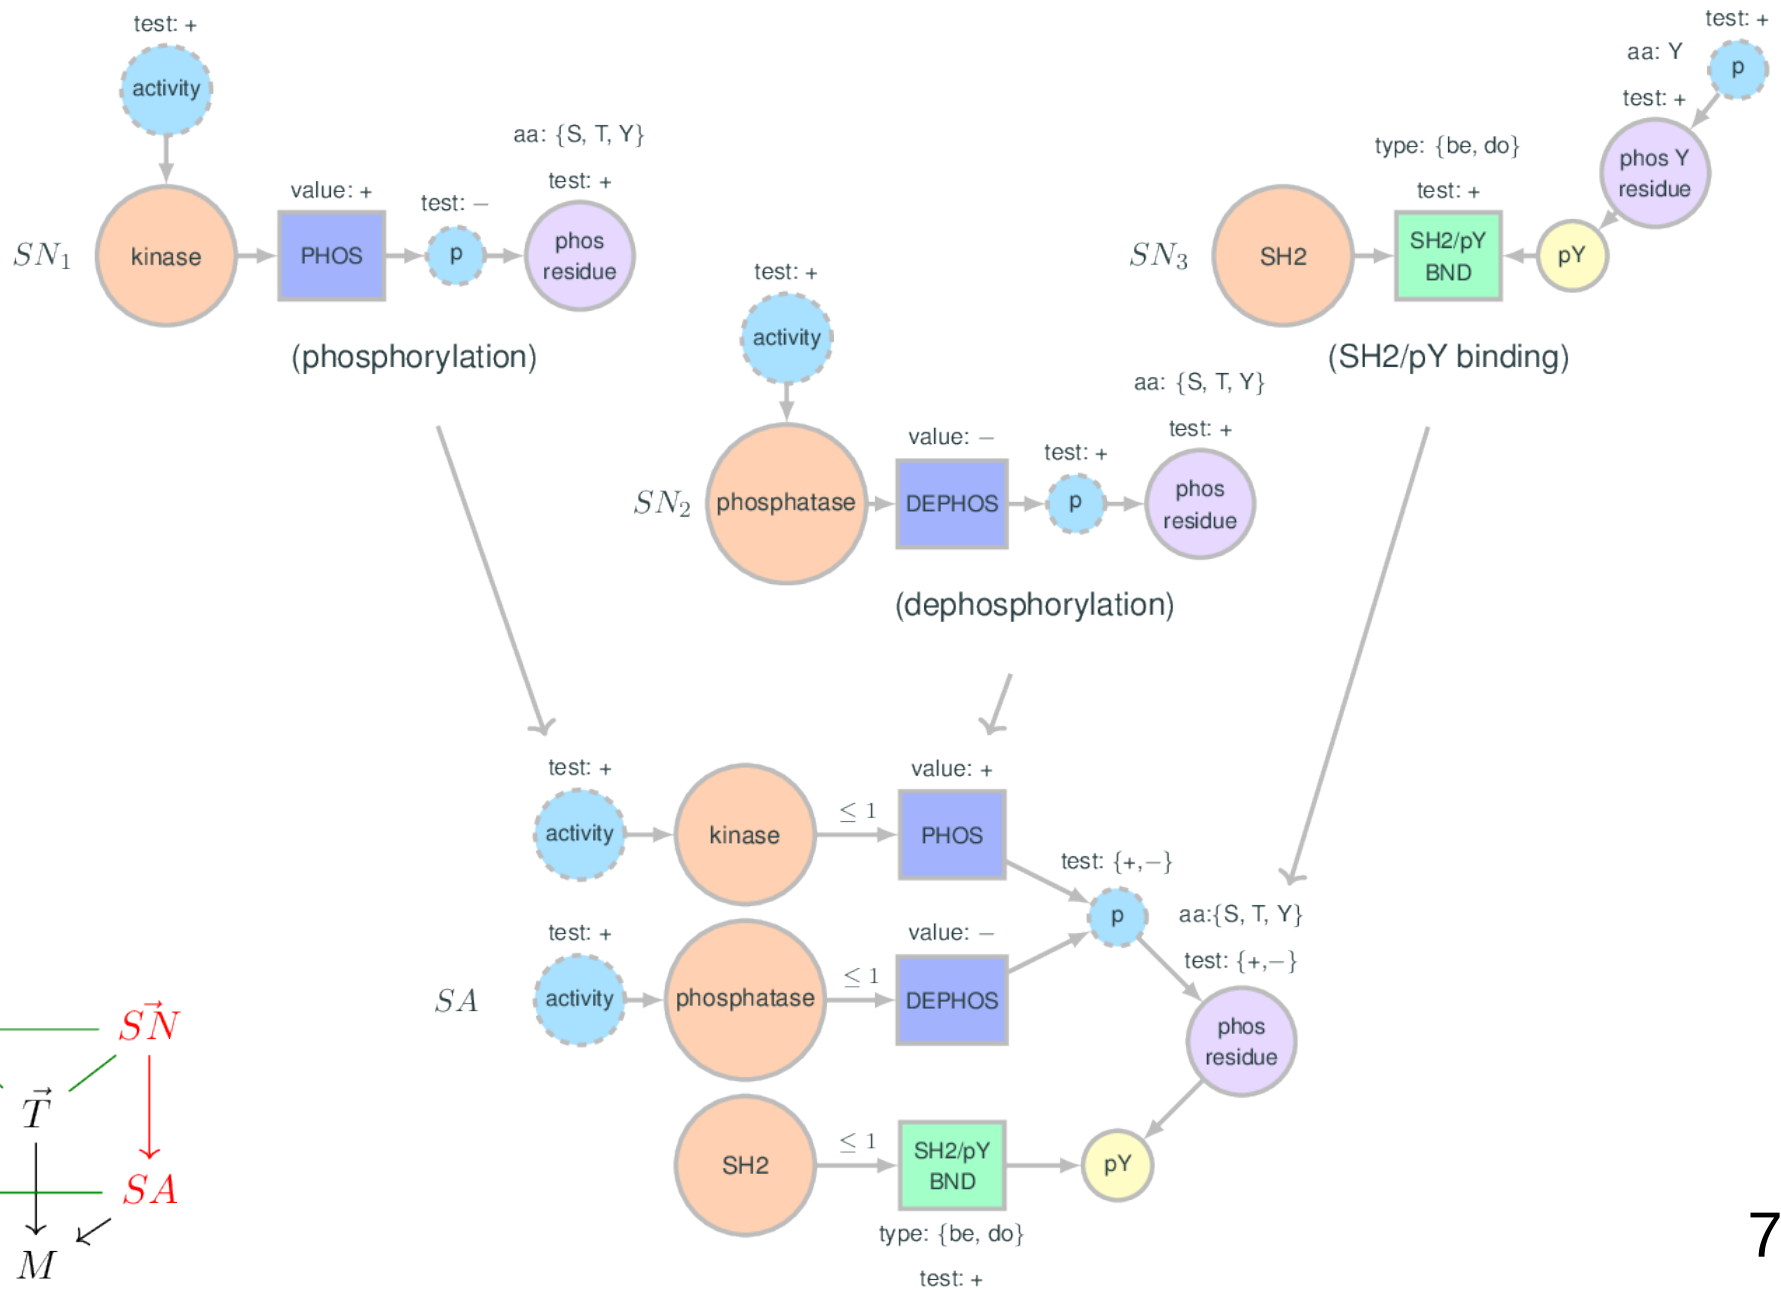 test: +
activity
aa: {S, T, Y}
value: +
test: −
test: +
SN₁
kinase
PHOS
p
phos
residue
(phosphorylation)
test: +
activity
aa: {S, T, Y}
value: −
test: +
test: +
SN₂
phosphatase
DEPHOS
p
phos
residue
(dephosphorylation)
test: +
aa: Y
p
test: +
type: {be, do}
phos Y
residue
test: +
SN₃
SH2
SH2/pY
BND
pY
(SH2/pY binding)
test: +
value: +
activity
kinase
≤ 1
PHOS
test: {+,−}
p
aa:{S, T, Y}
test: {+,−}
test: +
value: −
SA
activity
phosphatase
≤ 1
DEPHOS
phos
residue
SH2
≤ 1
SH2/pY
BND
pY
type: {be, do}
test: +
S⃗N
T⃗
SA
M
7